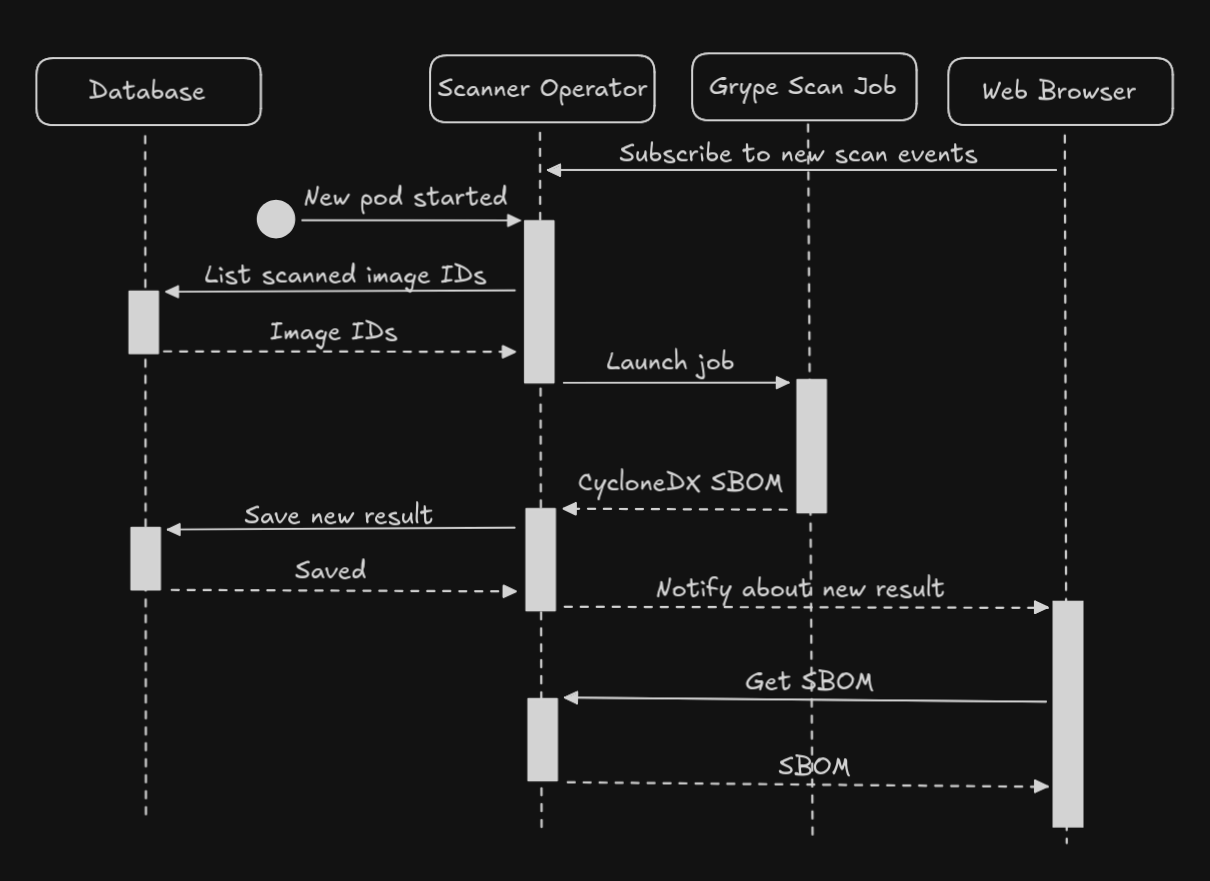 Database
Scanner Operator
Grype Scan Job
Web Browser
Subscribe to new scan events
New pod started
List scanned image IDs
Image IDs
Launch job
CycloneDX SBOM
Save new result
Saved
Notify about new result
Get SBOM
SBOM